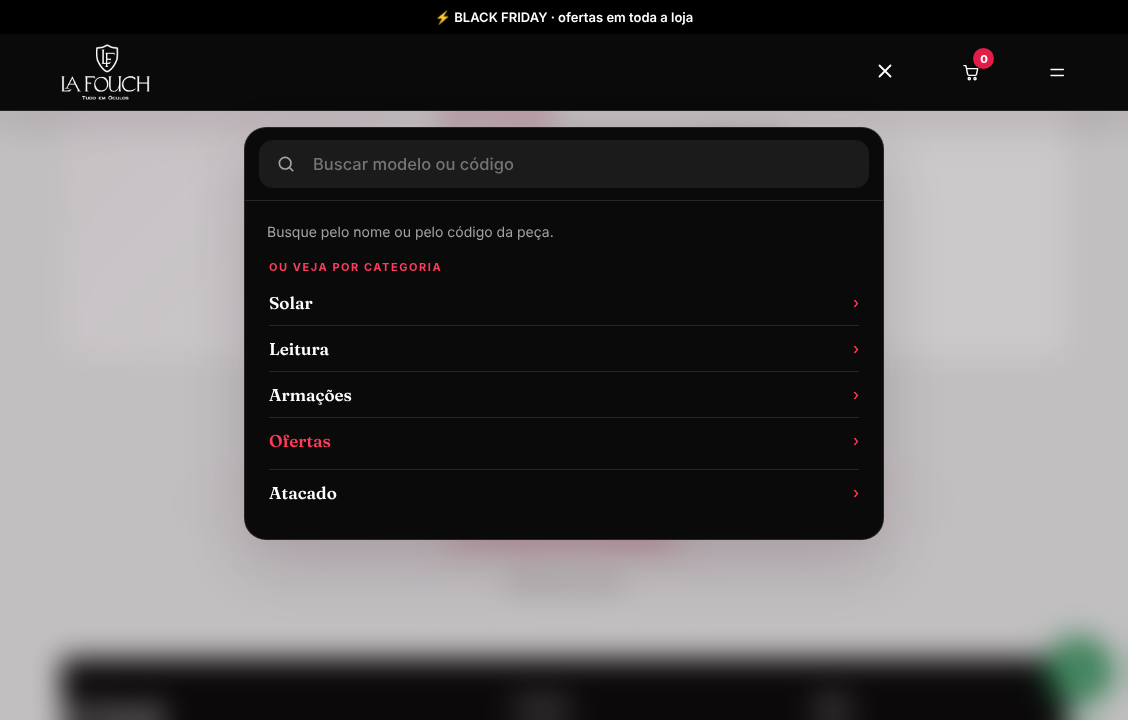 ⚡ BLACK FRIDAY · ofertas em toda a loja
LF
LA FOUCH
Tudo em Óculos
0
Buscar modelo ou código
Busque pelo nome ou pelo código da peça.
OU VEJA POR CATEGORIA
Solar
Leitura
Armações
Ofertas
Atacado